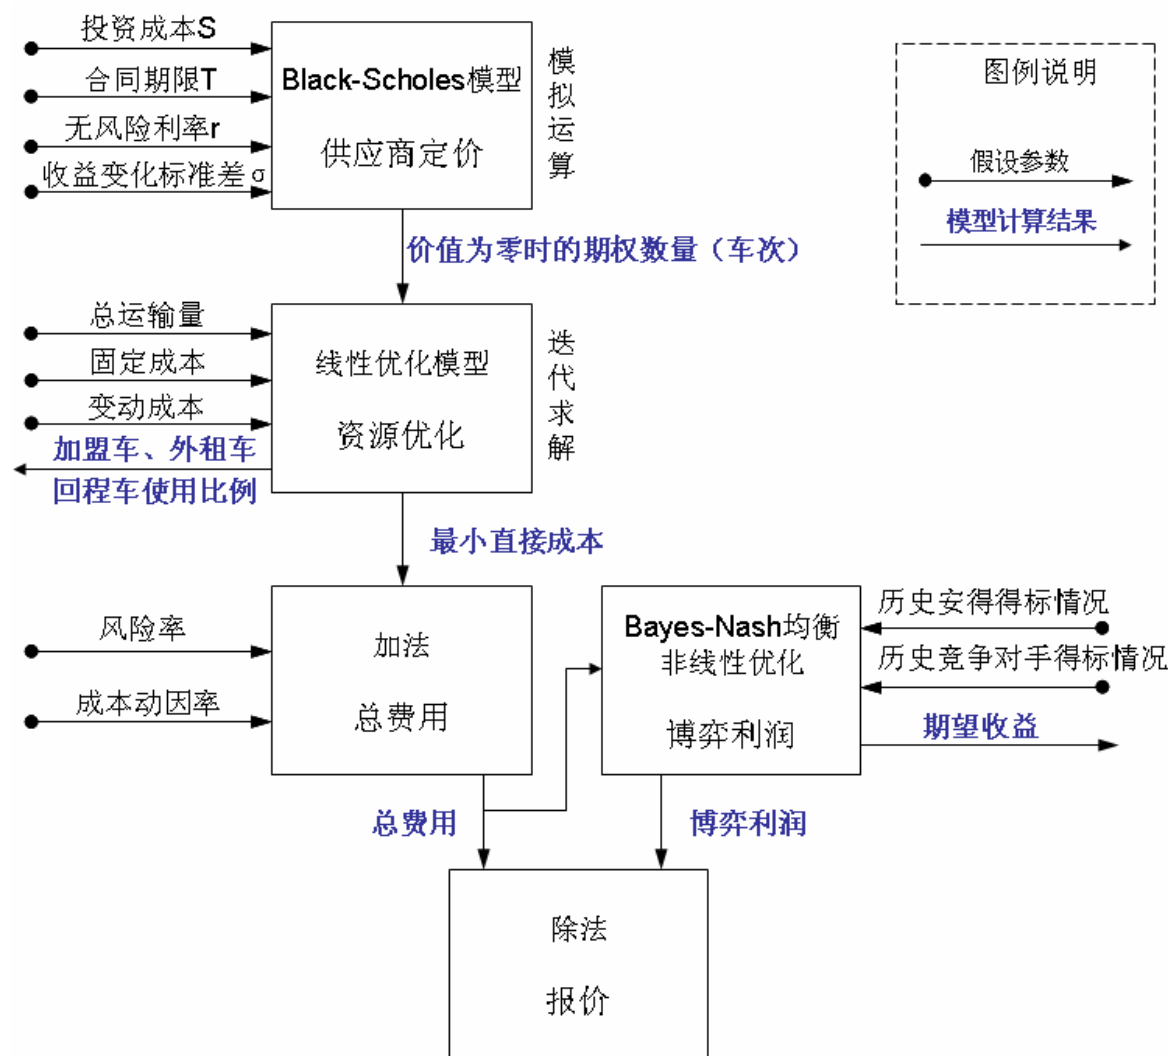 投资成本S
合同期限T
无风险利率r
收益变化标准差σ
Black-Scholes模型
供应商定价
模拟运算
图例说明
假设参数
模型计算结果
价值为零时的期权数量（车次）
总运输量
固定成本
变动成本
加盟车、外租车
回程车使用比例
线性优化模型
资源优化
迭代求解
最小直接成本
风险率
成本动因率
加法
总费用
Bayes-Nash均衡
非线性优化
博弈利润
历史安得得标情况
历史竞争对手得标情况
期望收益
总费用
博弈利润
除法
报价